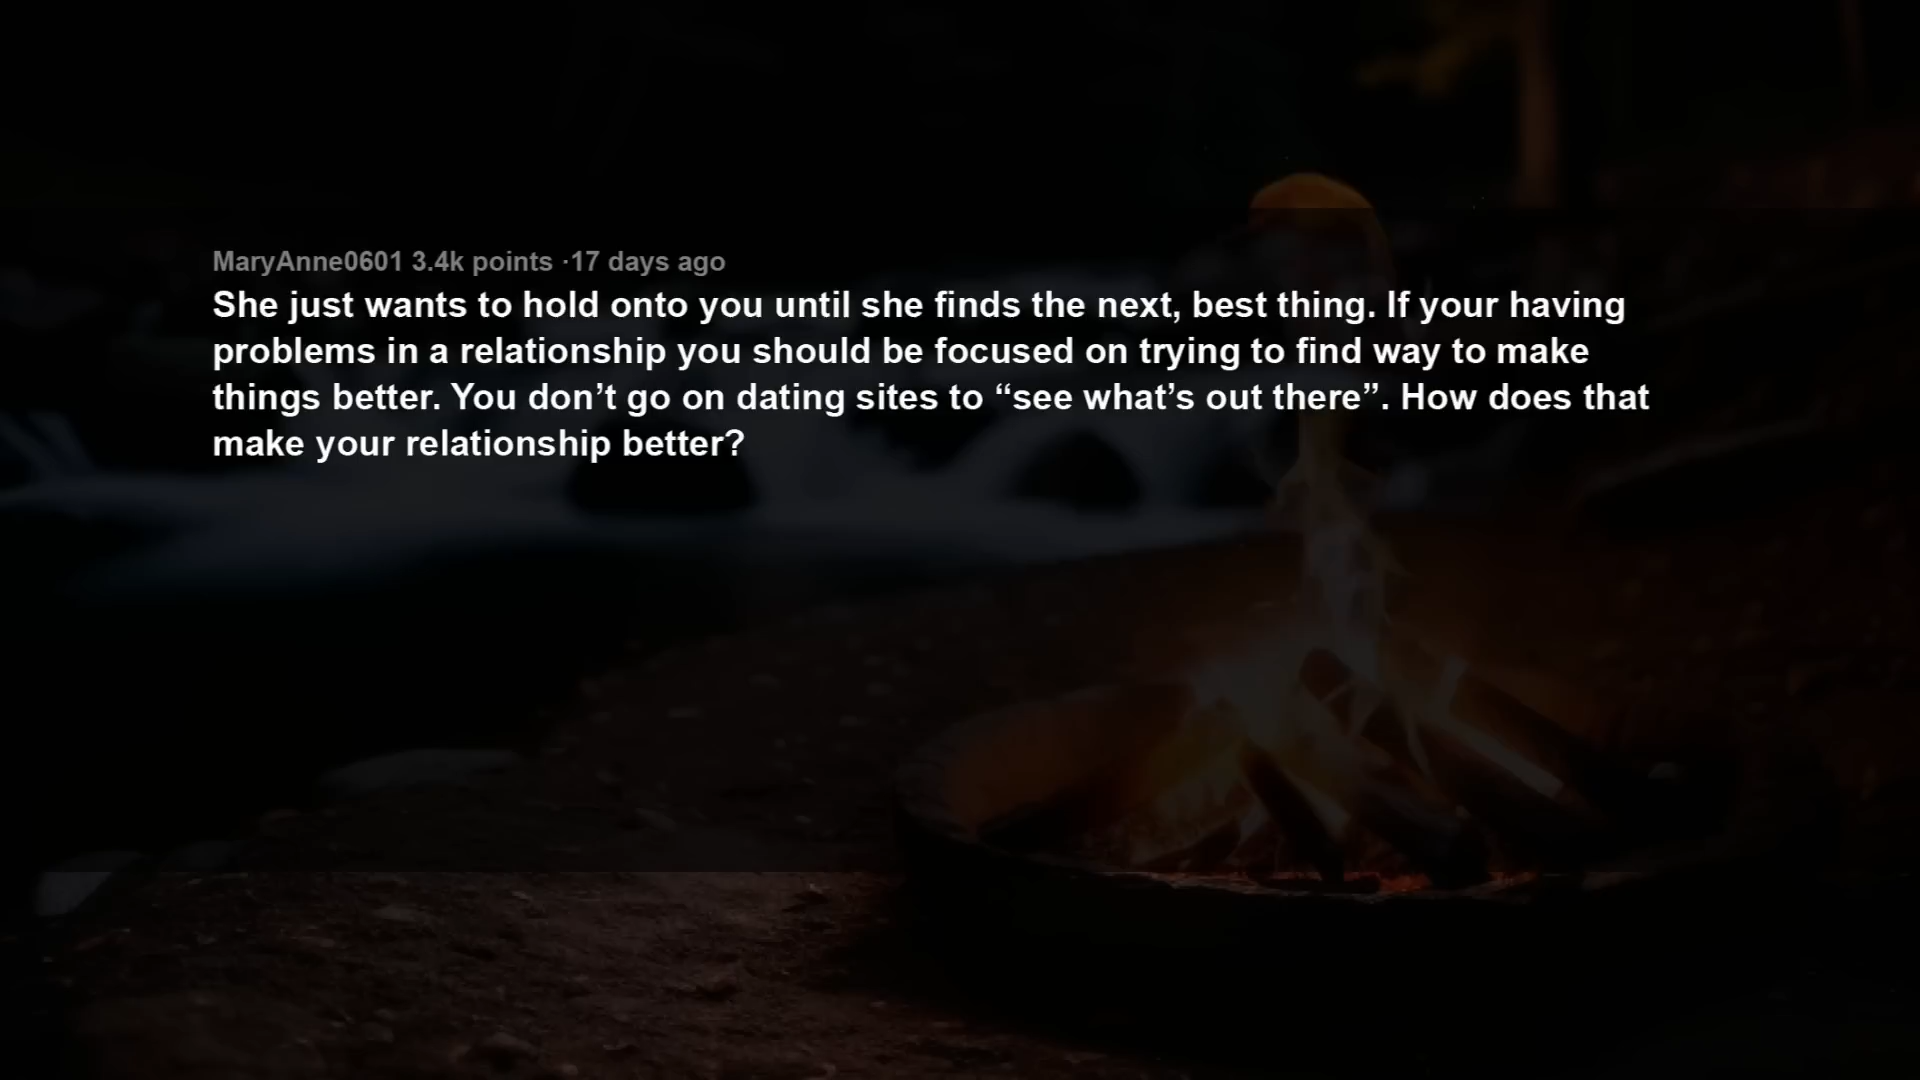 MaryAnne0601 3.4k points ·17 days ago
She just wants to hold onto you until she finds the next, best thing. If your having
problems in a relationship you should be focused on trying to find way to make
things better. You don’t go on dating sites to “see what’s out there”. How does that
make your relationship better?